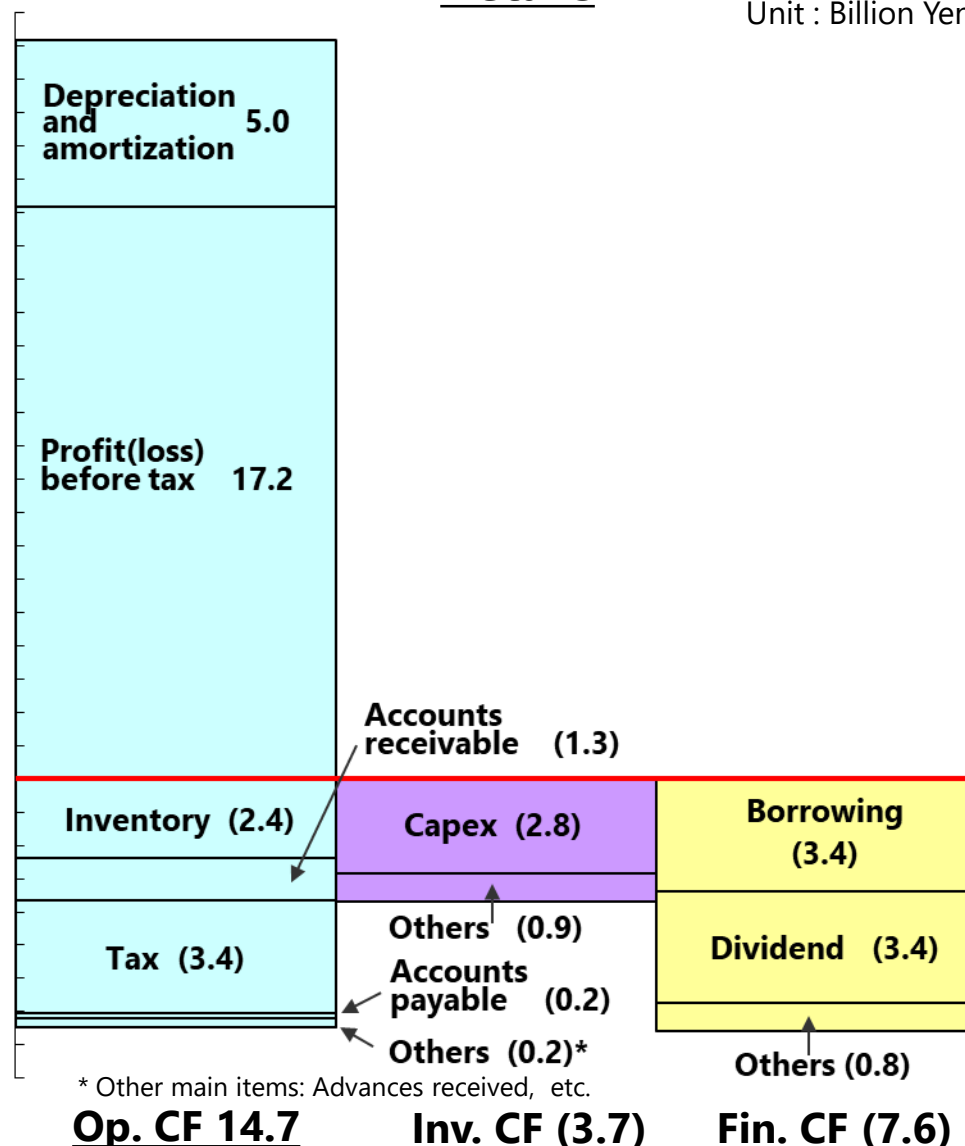 Unit : Billion Yen
Depreciation
and 5.0
amortization
Profit(loss)
before tax 17.2
Accounts
receivable (1.3)
Inventory (2.4)
Capex (2.8)
Borrowing
(3.4)
Others (0.9)
Tax (3.4)
Dividend (3.4)
Accounts
payable (0.2)
Others (0.2)*
Others (0.8)
* Other main items: Advances received, etc.
Op. CF 14.7
Inv. CF (3.7)
Fin. CF (7.6)